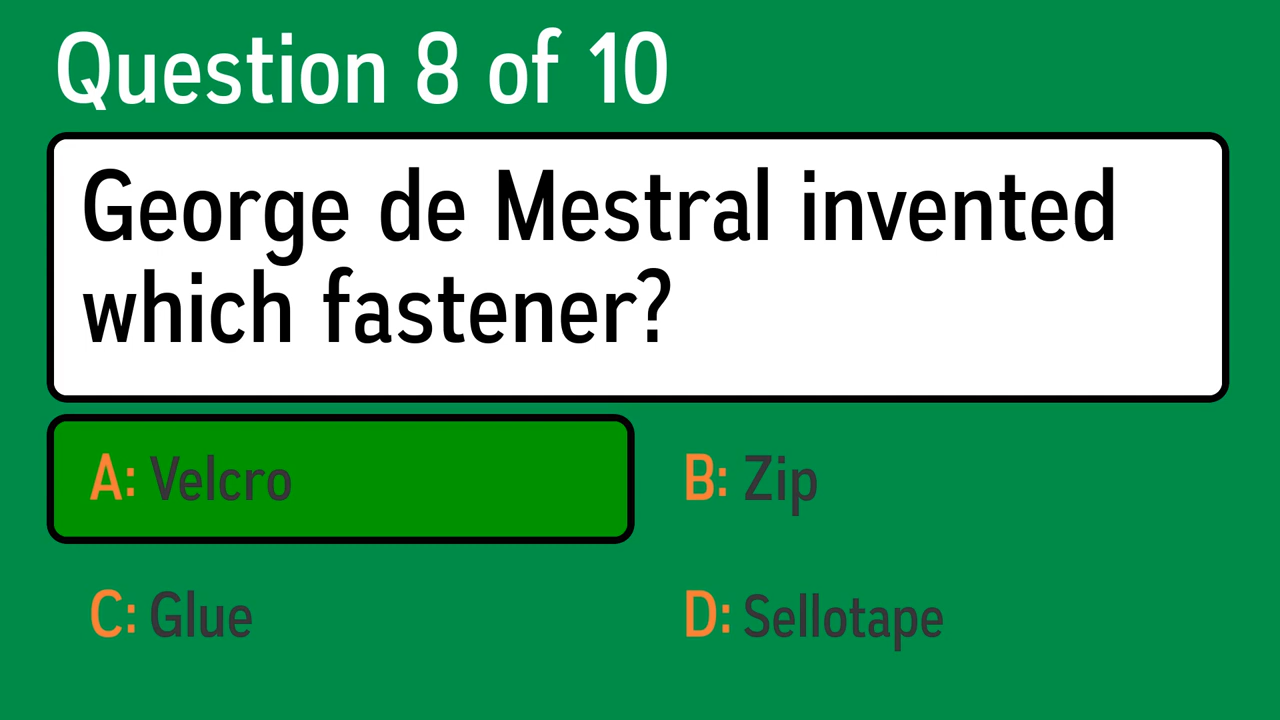 Question 8 of 10
George de Mestral invented
which fastener?
A: Velcro
B: Zip
C: Glue
D: Sellotape